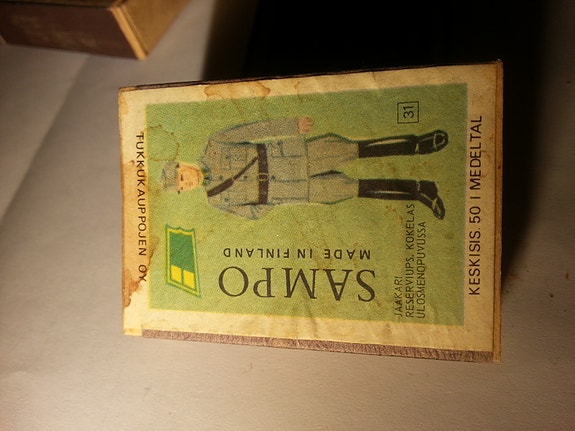 TUKKUKAUPPOJEN OY
SAMPO
MADE IN FINLAND
31
JÄÄKÄRI
RESERVIUPS. KOKELAS
ULOSMENOPUVUSSA
KESKISIS. 50 I MEDELTAL